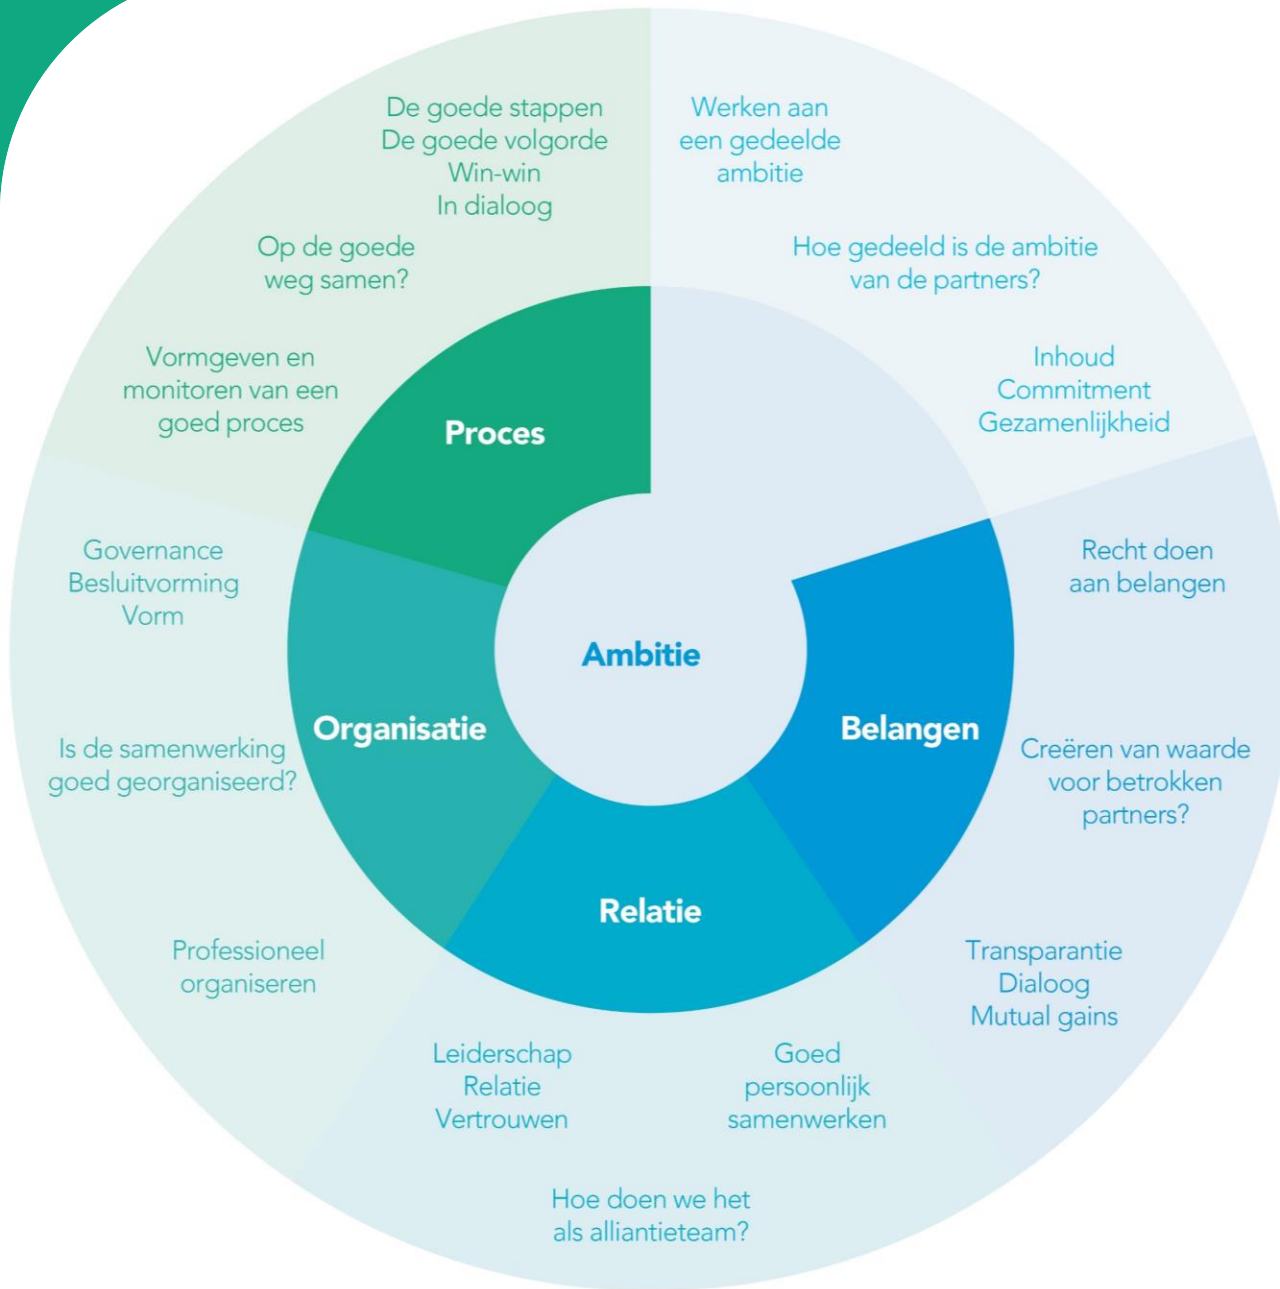 De goede stappen
De goede volgorde
Win-win
In dialoog
Op de goede
weg samen?
Vormgeven en
monitoren van een
goed proces
Proces
Werken aan
een gedeelde
ambitie
Hoe gedeeld is de ambitie
van de partners?
Inhoud
Commitment
Gezamenlijkheid
Ambitie
Recht doen
aan belangen
Creëren van waarde
voor betrokken
partners?
Transparantie
Dialoog
Mutual gains
Belangen
Relatie
Goed
persoonlijk
samenwerken
Leiderschap
Relatie
Vertrouwen
Hoe doen we het
als alliantieteam?
Organisatie
Governance
Besluitvorming
Vorm
Is de samenwerking
goed georganiseerd?
Professioneel
organiseren